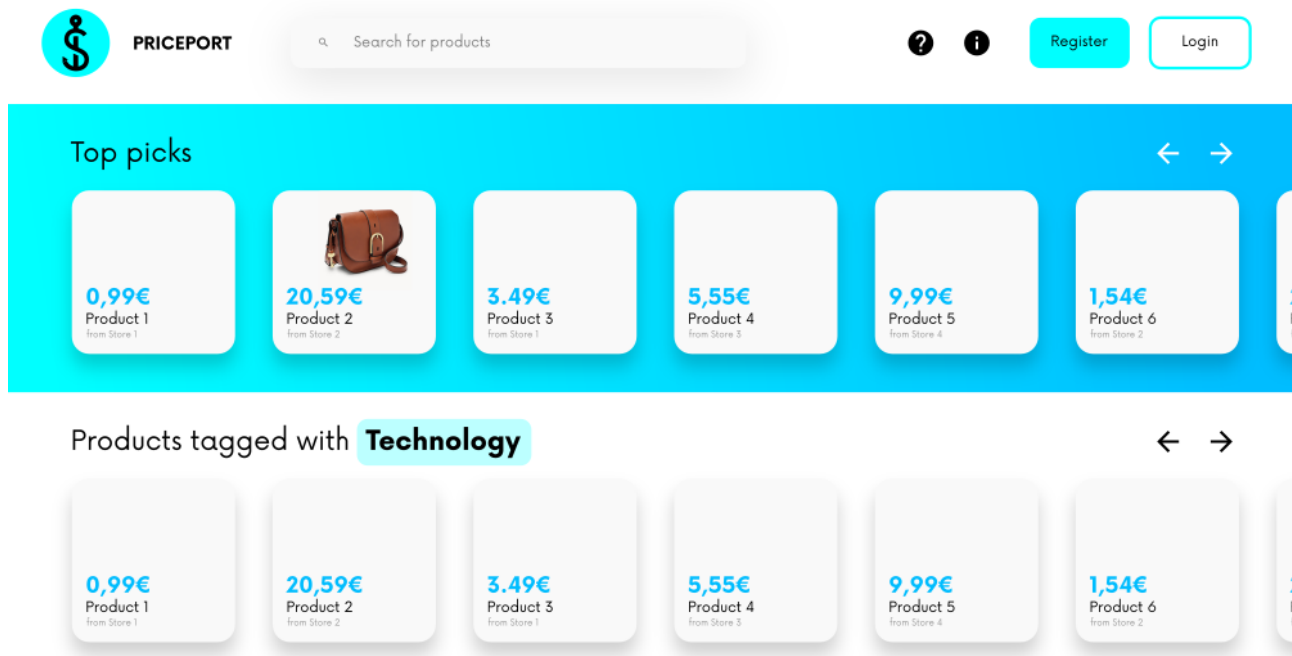 PRICEPORT
Search for products
Register
Login
Top picks
0,99€
Product 1
from Store 1
20,59€
Product 2
from Store 2
3.49€
Product 3
from Store 1
5,55€
Product 4
from Store 3
9,99€
Product 5
from Store 4
1,54€
Product 6
from Store 2
Products tagged with Technology
0,99€
Product 1
from Store 1
20,59€
Product 2
from Store 2
3.49€
Product 3
from Store 1
5,55€
Product 4
from Store 3
9,99€
Product 5
from Store 4
1,54€
Product 6
from Store 2